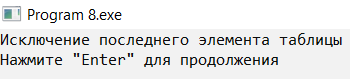 Program 8.exe
Исключение последнего элемента таблицы
Нажмите "Enter" для продолжения